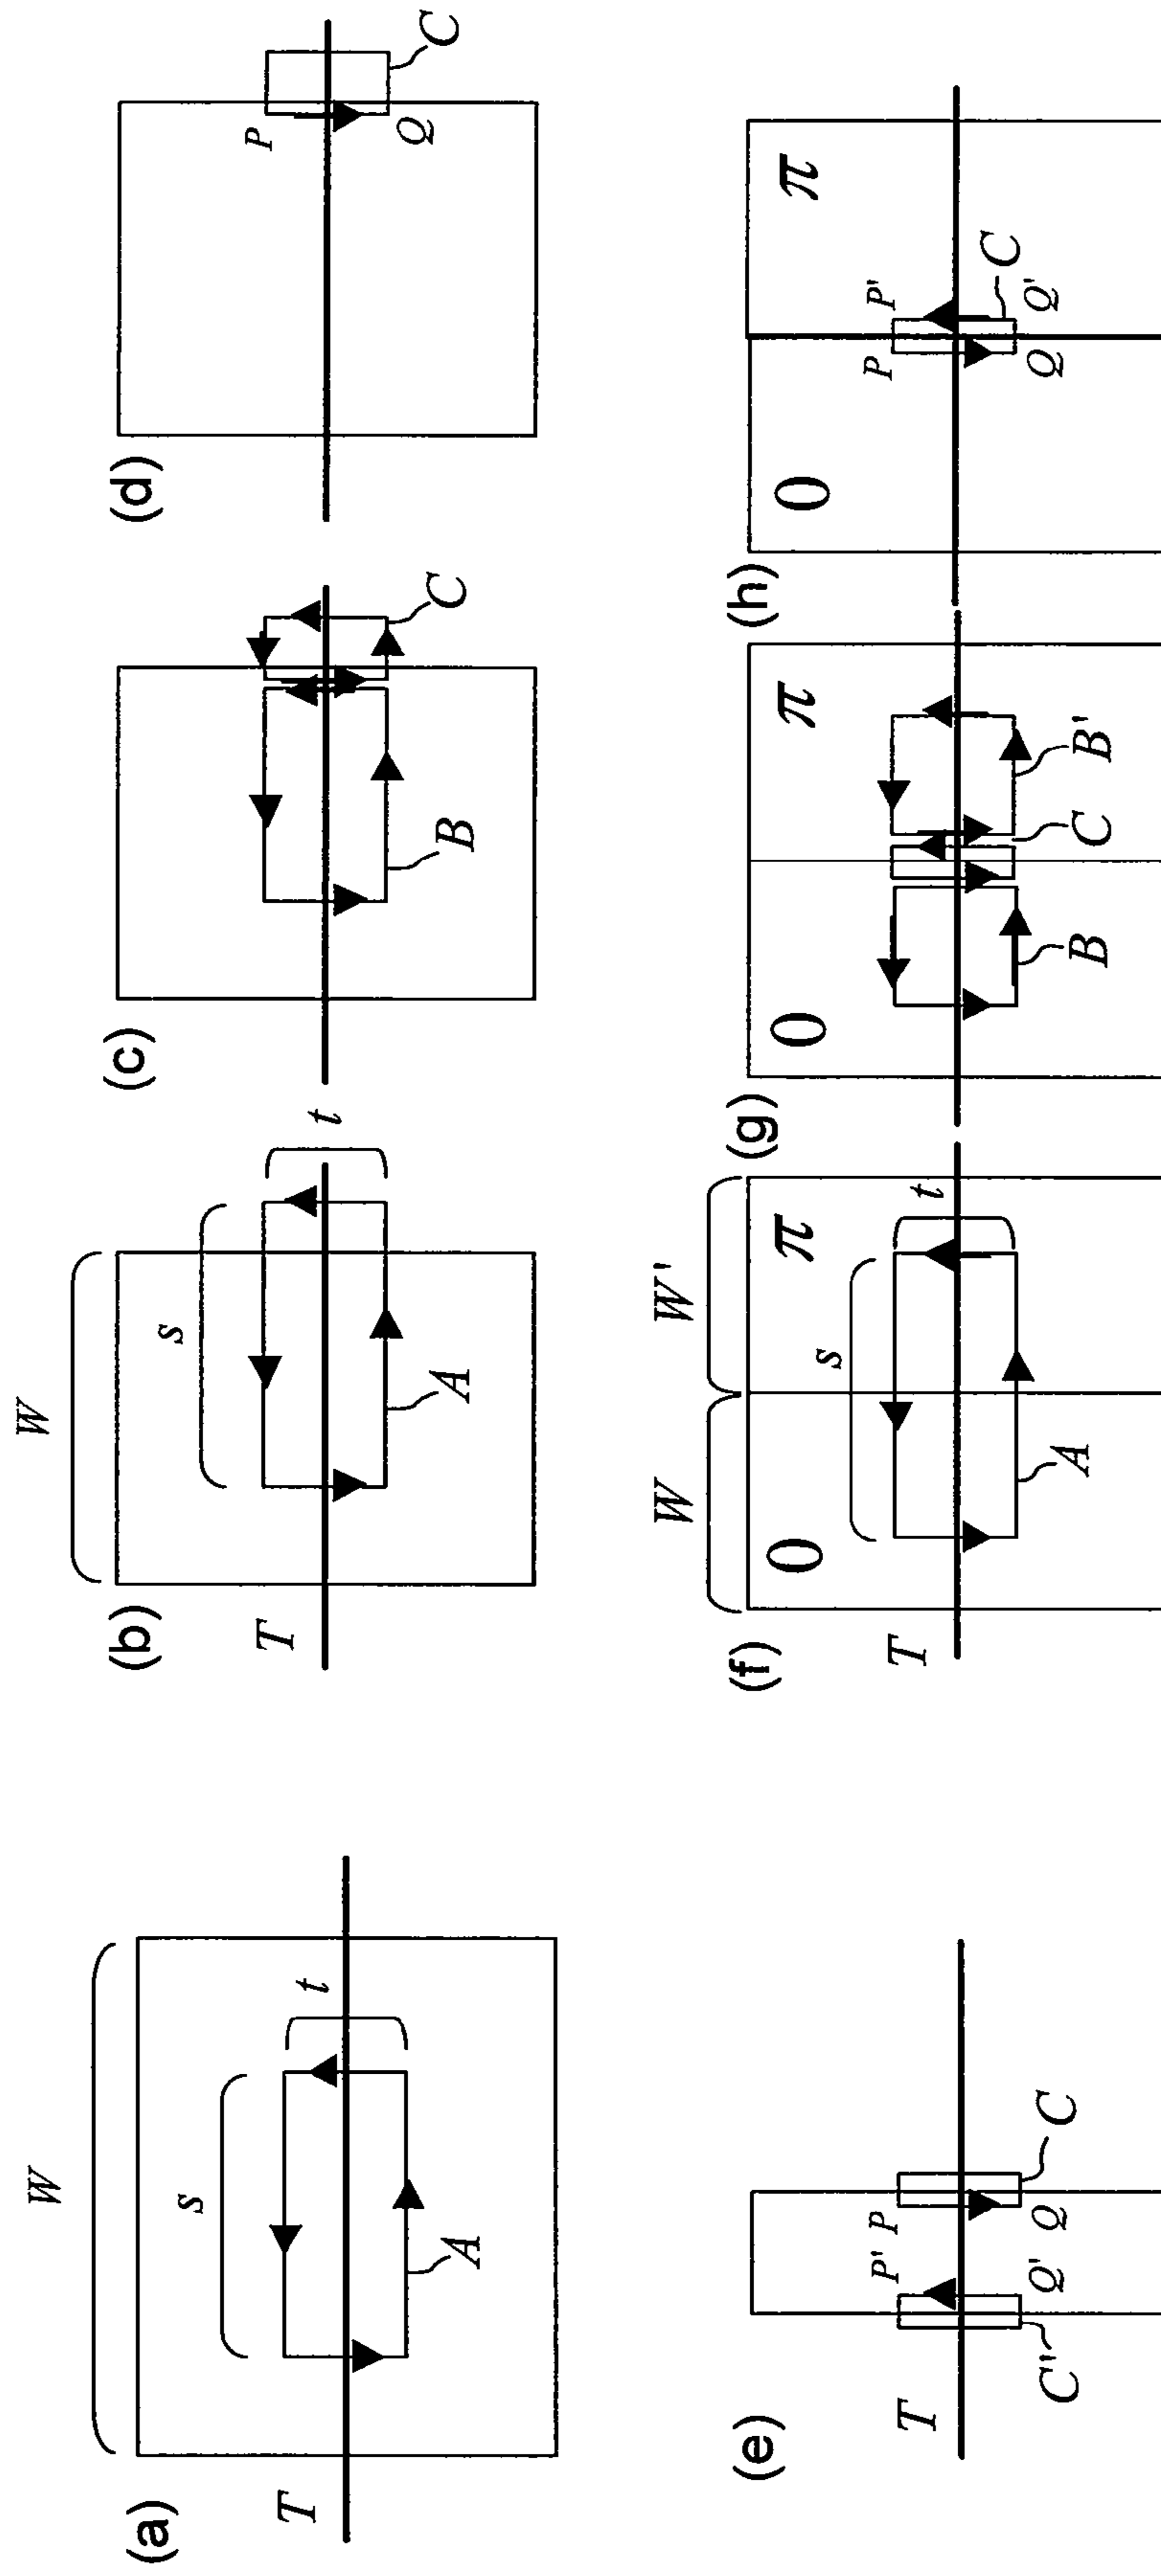 (a)
W
s
t
T
A
(b)
W
s
t
T
A
(c)
B
C
(d)
P
Q
C
(e)
T
P' P
Q' Q
C'
C
(f)
W W'
0 π
s
t
T
A
(g)
0 π
B
C
B'
(h)
0 π
P P'
Q Q'
C